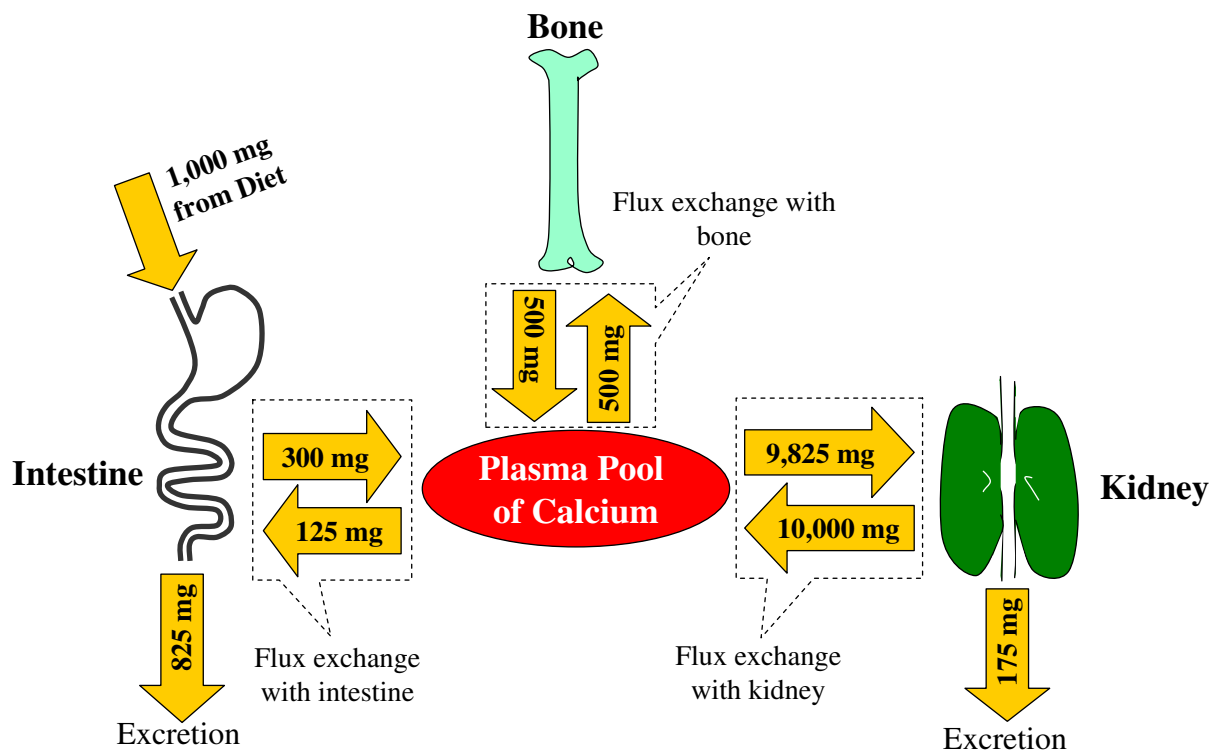 Bone
1,000 mg
from Diet
Flux exchange with
bone
500 mg
500 mg
Intestine
300 mg
125 mg
Plasma Pool
of Calcium
9,825 mg
10,000 mg
Kidney
825 mg
Flux exchange
with intestine
Flux exchange
with kidney
175 mg
Excretion
Excretion